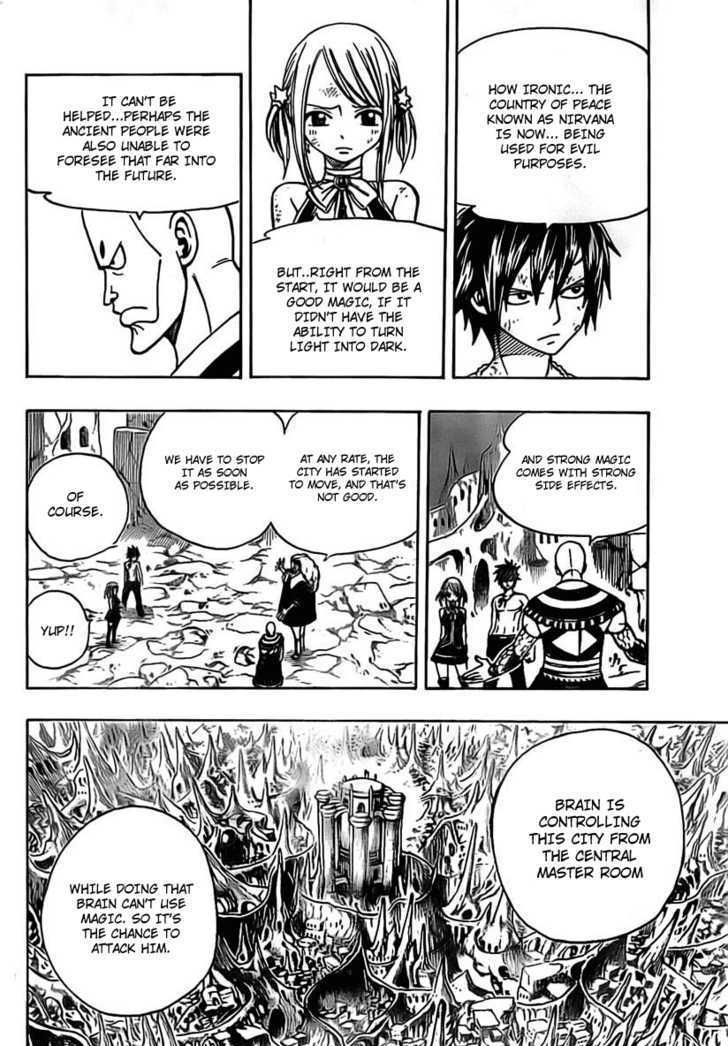 HOW IRONIC... THE
COUNTRY OF PEACE
KNOWN AS NIRVANA
IS NOW... BEING
USED FOR EVIL
PURPOSES.
BUT..RIGHT FROM THE
START, IT WOULD BE A
GOOD MAGIC, IF IT
DIDN'T HAVE THE
ABILITY TO TURN
LIGHT INTO DARK.
IT CAN'T BE
HELPED...PERHAPS THE
ANCIENT PEOPLE WERE
ALSO UNABLE TO
FORESEE THAT FAR INTO
THE FUTURE.
AND STRONG MAGIC
COMES WITH STRONG
SIDE EFFECTS.
AT ANY RATE, THE
CITY HAS STARTED
TO MOVE, AND THAT'S
NOT GOOD.
WE HAVE TO STOP
IT AS SOON
AS POSSIBLE.
OF
COURSE.
YUP!!
BRAIN IS
CONTROLLING
THIS CITY FROM
THE CENTRAL
MASTER ROOM
WHILE DOING THAT
BRAIN CAN'T USE
MAGIC. SO IT'S
THE CHANCE TO
ATTACK HIM.